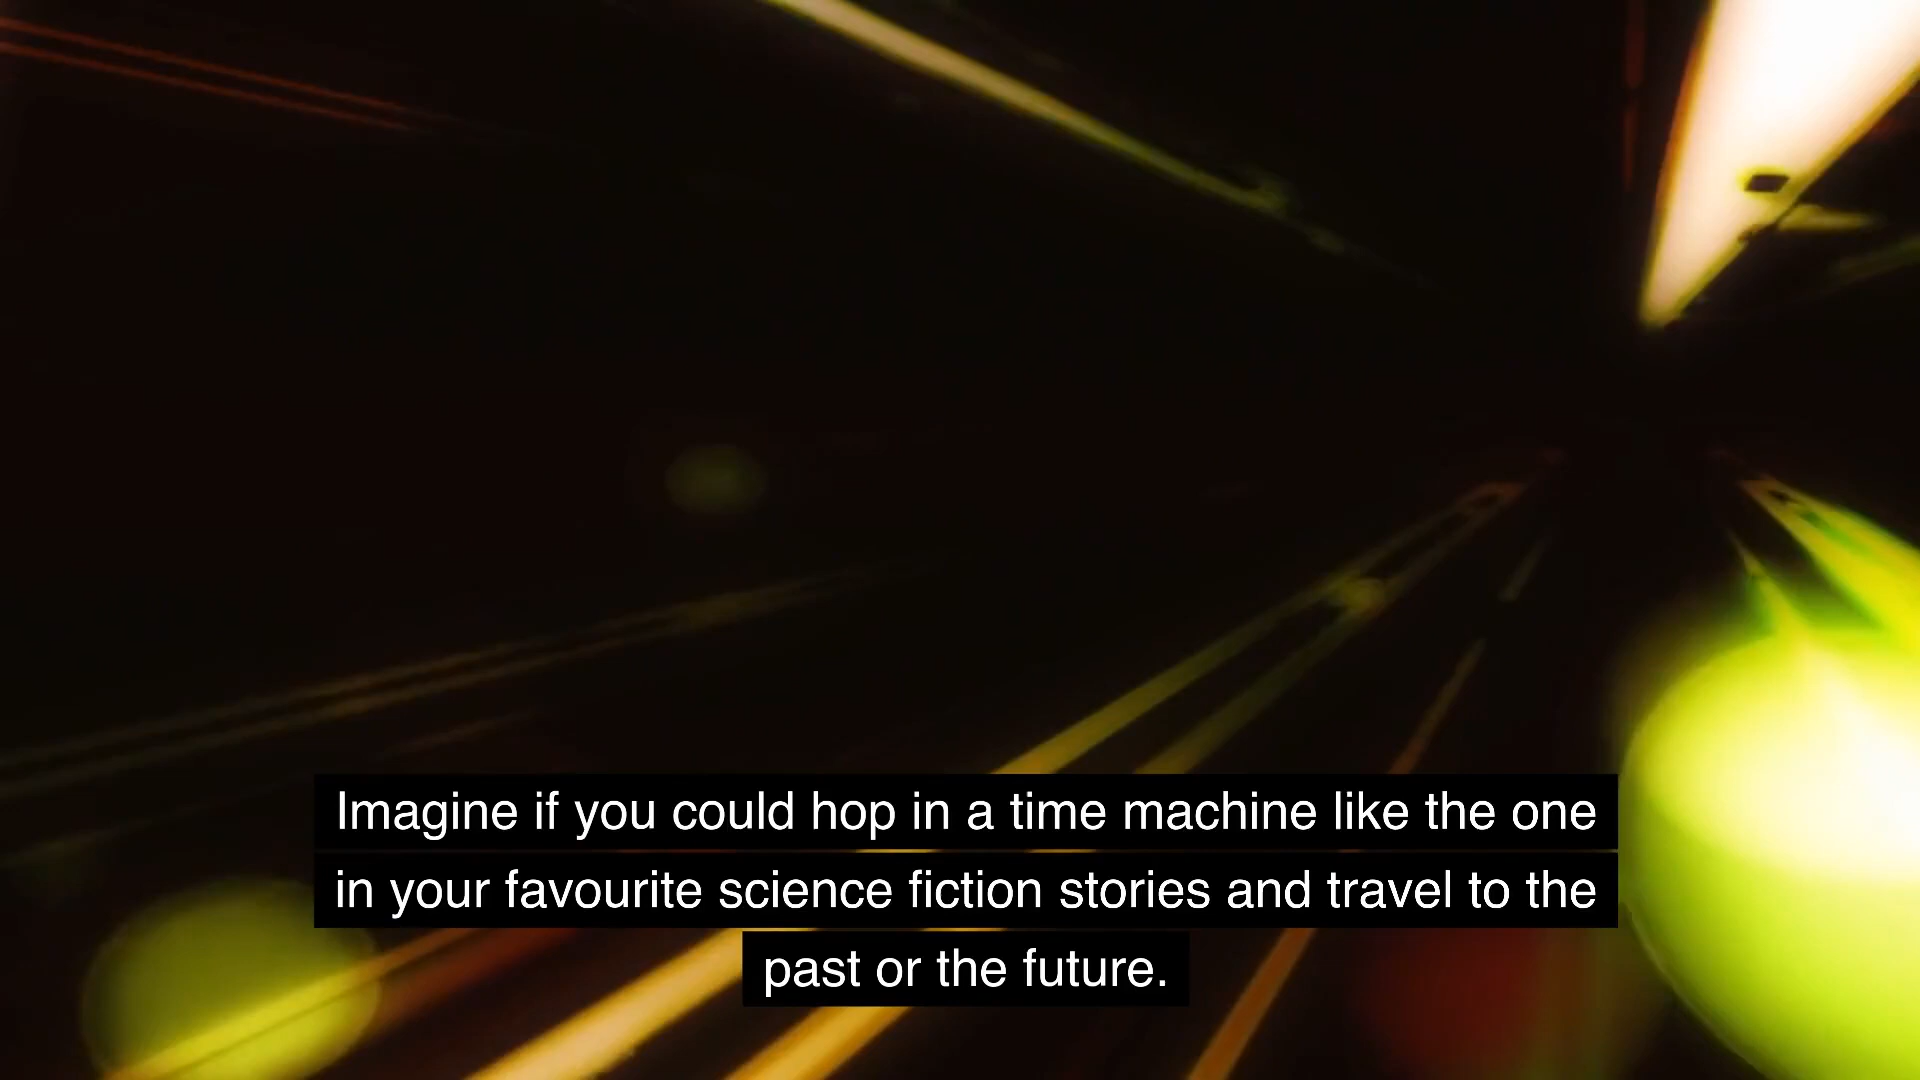 Imagine if you could hop in a time machine like the one
in your favourite science fiction stories and travel to the
past or the future.